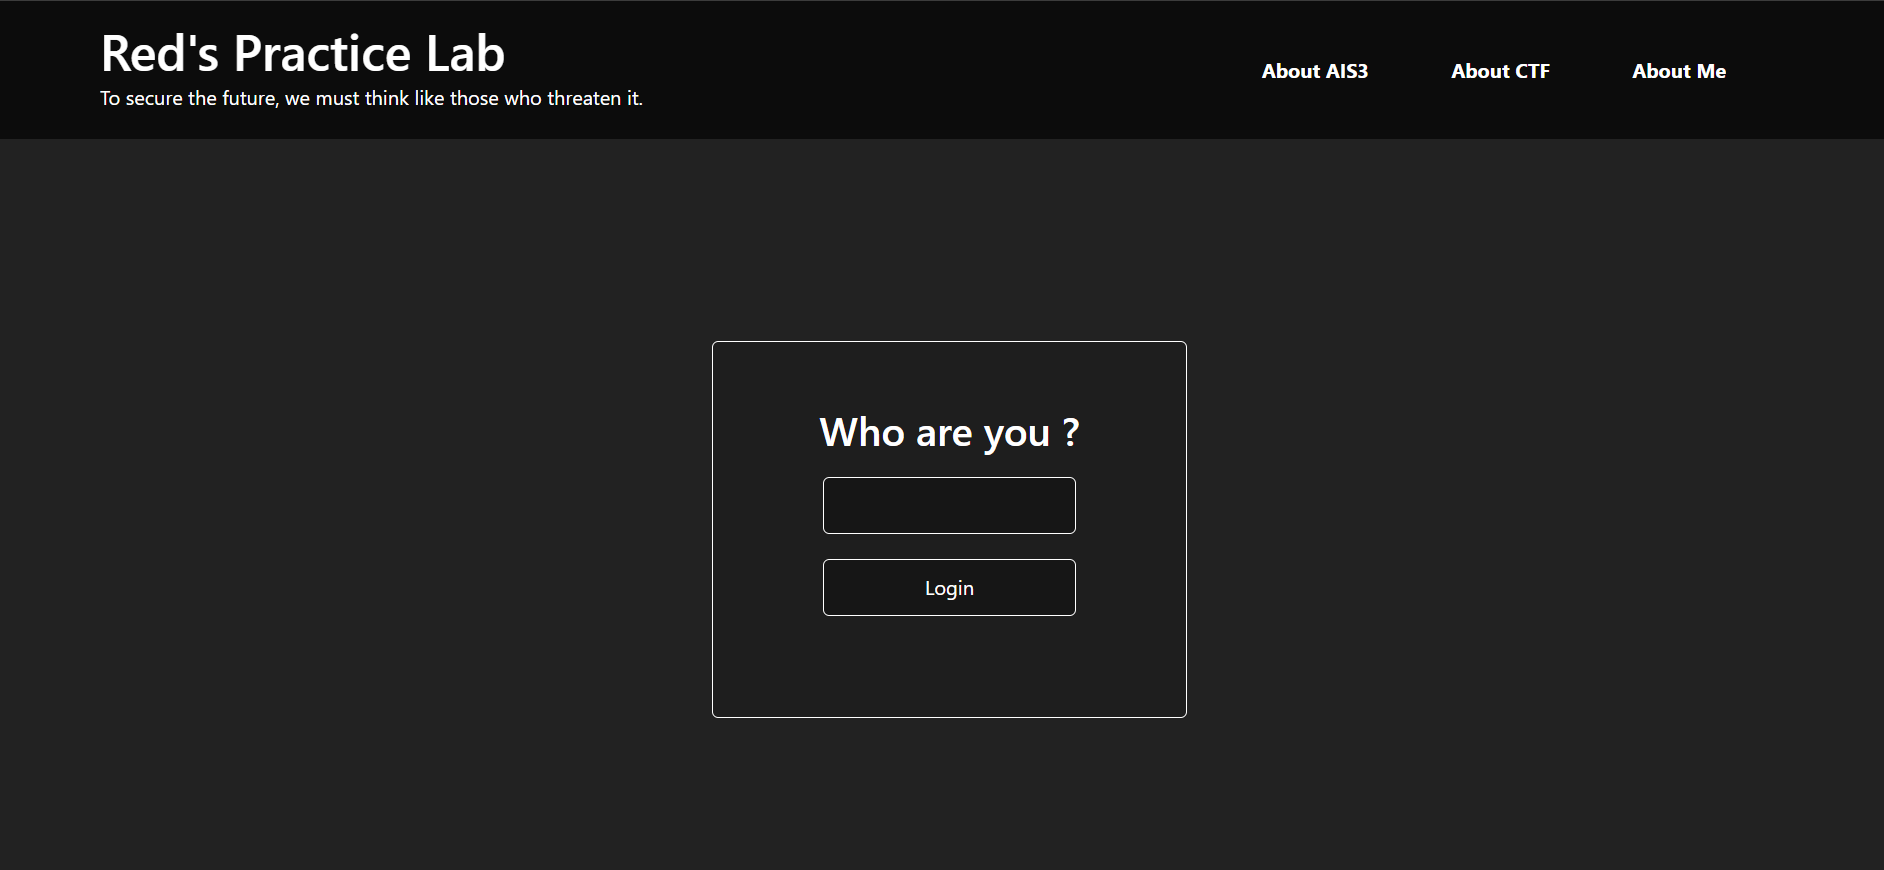 Red's Practice Lab
To secure the future, we must think like those who threaten it.
About AIS3
About CTF
About Me
Who are you ?
Login